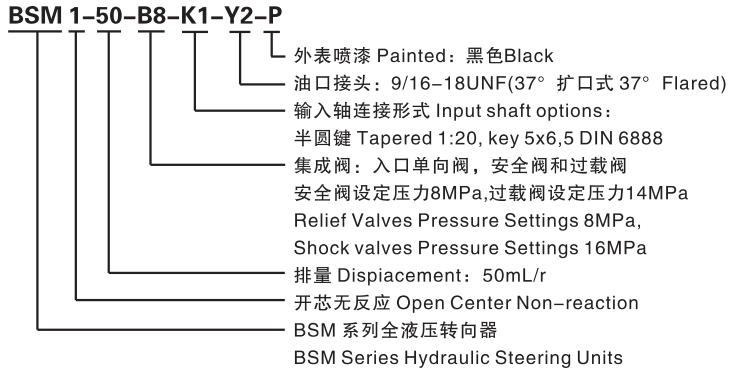 BSM 1-50-B8-K1-Y2-P
外表喷漆 Painted：黑色Black
油口接头：9/16-18UNF(37° 扩口式 37° Flared)
输入轴连接形式 Input shaft options：
半圆键 Tapered 1:20, key 5x6,5 DIN 6888
集成阀：入口单向阀，安全阀和过载阀
安全阀设定压力8MPa,过载阀设定压力14MPa
Relief Valves Pressure Settings 8MPa,
Shock valves Pressure Settings 16MPa
排量 Dispiacement：50mL/r
开芯无反应 Open Center Non-reaction
BSM 系列全液压转向器
BSM Series Hydraulic Steering Units